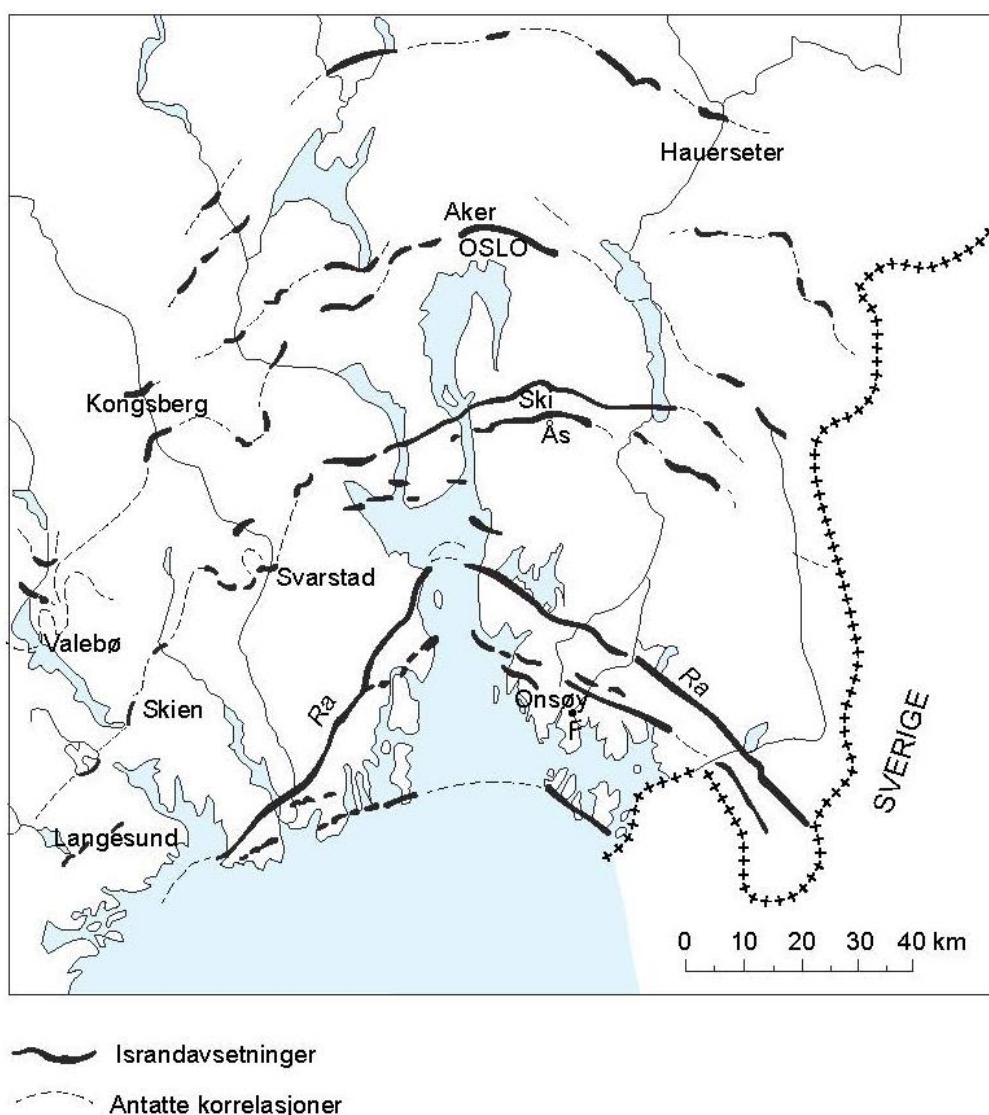 Hauerseter
Aker
OSLO
Kongsberg
Ski
Ås
Svarstad
Valebø
Ra
Ra
Skien
Onsøy
F
SVERIGE
Langesund
0 10 20 30 40 km
Israndavsetninger
Antatte korrelasjoner